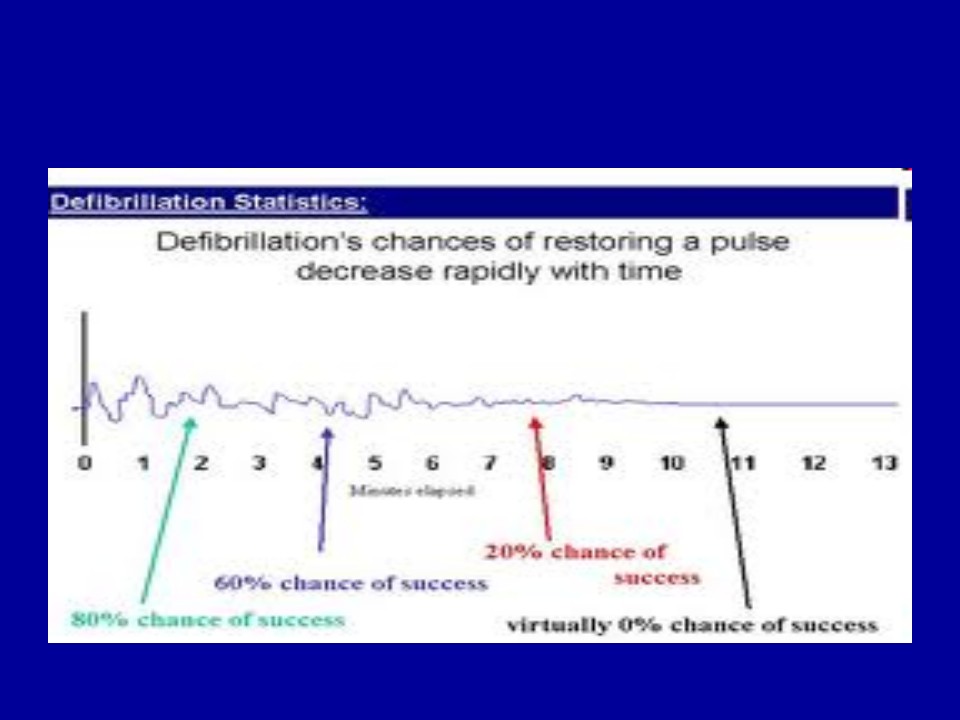 Defibrillation Statistics:
Defibrillation's chances of restoring a pulse
decrease rapidly with time
0 1 2 3 4 5 6 7 8 9 10 11 12 13
Minutes elapsed
20% chance of
success
60% chance of success
80% chance of success
virtually 0% chance of success